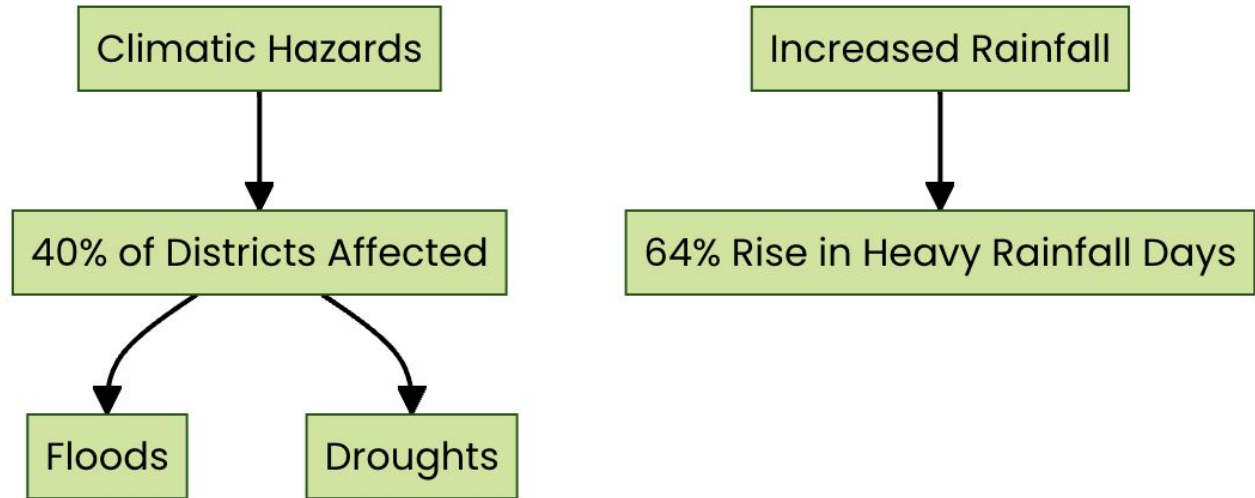 Climatic Hazards
Increased Rainfall
40% of Districts Affected
64% Rise in Heavy Rainfall Days
Floods
Droughts